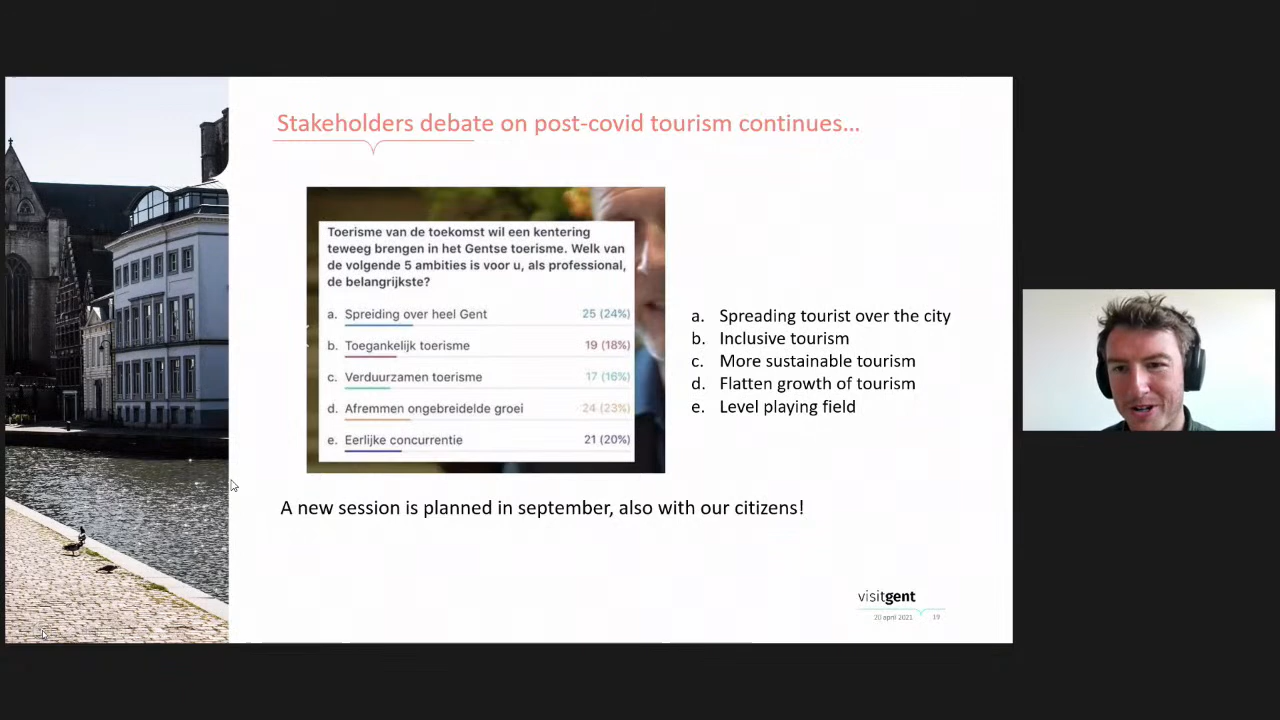 Stakeholders debate on post-covid tourism continues...
Toerisme van de toekomst wil een kentering
teweeg brengen in het Gentse toerisme. Welk van
de volgende 5 ambities is voor u, als professional,
de belangrijkste?
a. Spreiding over heel Gent 25 (24%)
b. Toegankelijk toerisme 19 (18%)
c. Verduurzamen toerisme 17 (16%)
d. Afremmen ongebreidelde groei 24 (23%)
e. Eerlijke concurrentie 21 (20%)
a. Spreading tourist over the city
b. Inclusive tourism
c. More sustainable tourism
d. Flatten growth of tourism
e. Level playing field
A new session is planned in september, also with our citizens!
visitgent
20 april 2021 19